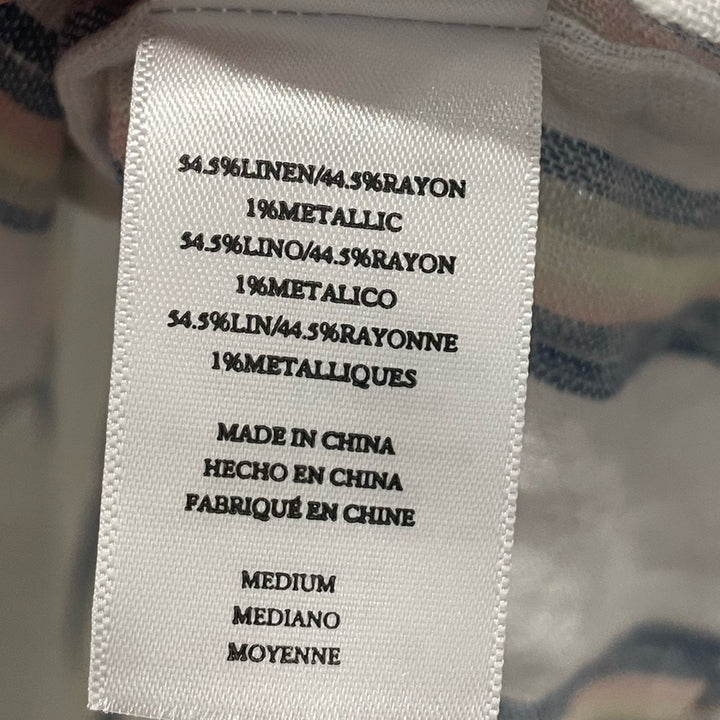 54.5%LINEN/44.5%RAYON
1%METALLIC
54.5%LINO/44.5%RAYON
1%METALICO
54.5%LIN/44.5%RAYONNE
1%METALLIQUES
MADE IN CHINA
HECHO EN CHINA
FABRIQUÉ EN CHINE
MEDIUM
MEDIANO
MOYENNE